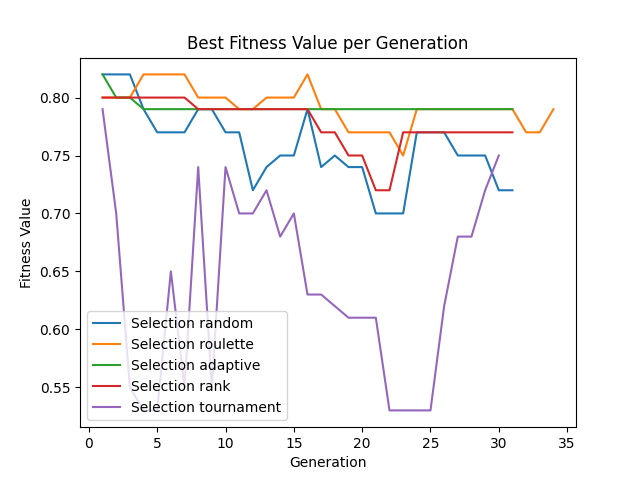 Best Fitness Value per Generation
Fitness Value
0.80
0.75
0.70
0.65
0.60
0.55
Selection random
Selection roulette
Selection adaptive
Selection rank
Selection tournament
0 5 10 15 20 25 30 35
Generation